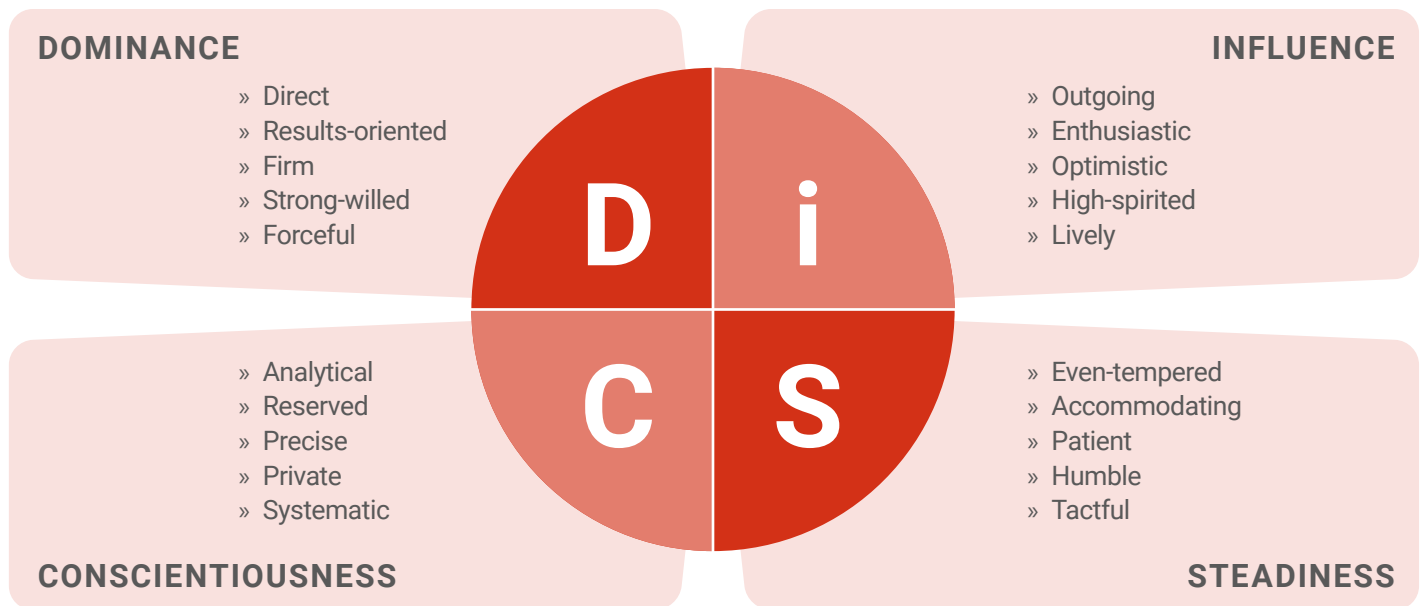 DOMINANCE
» Direct
» Results-oriented
» Firm
» Strong-willed
» Forceful
INFLUENCE
» Outgoing
» Enthusiastic
» Optimistic
» High-spirited
» Lively
D
i
C
S
» Analytical
» Reserved
» Precise
» Private
» Systematic
CONSCIENTIOUSNESS
» Even-tempered
» Accommodating
» Patient
» Humble
» Tactful
STEADINESS